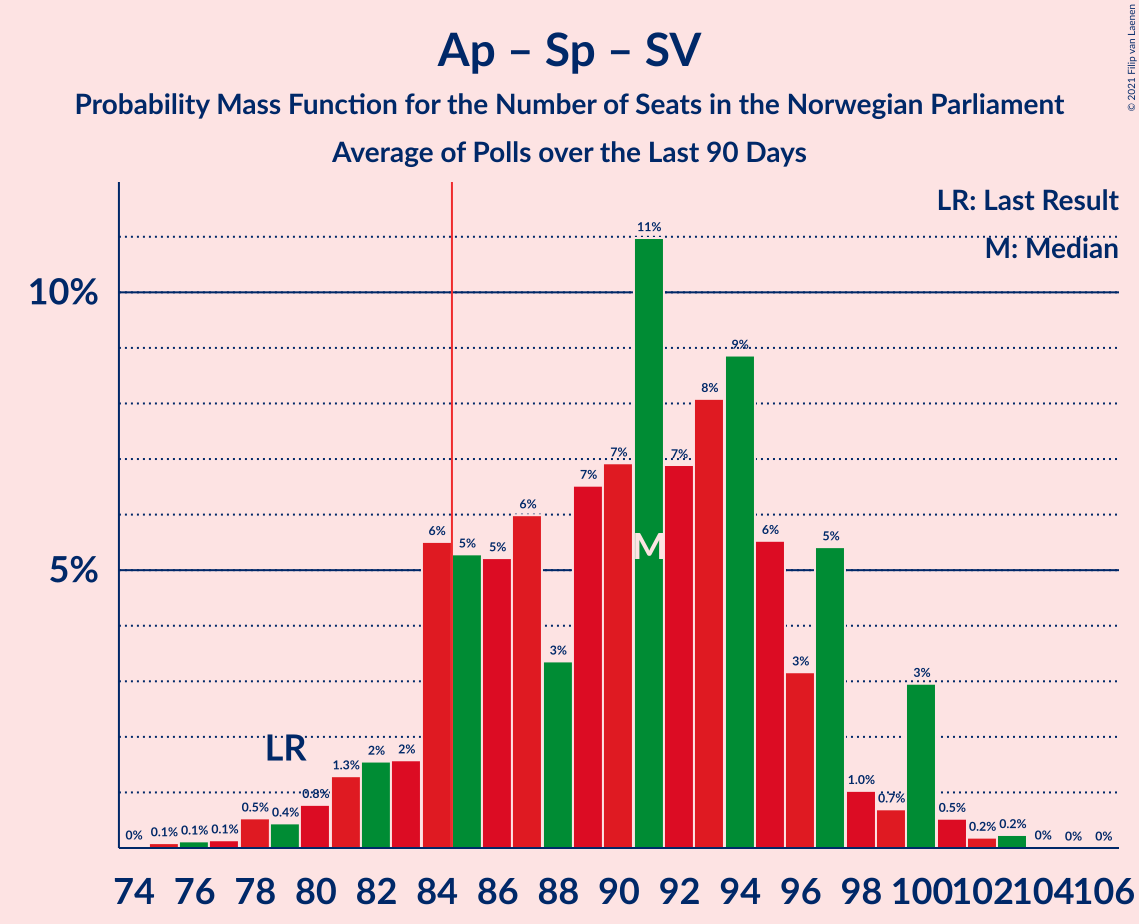 Ap – Sp – SV
Probability Mass Function for the Number of Seats in the Norwegian Parliament
Average of Polls over the Last 90 Days
© 2021 Filip van Laenen
LR: Last Result
M: Median
10%
5%
0% 0.1% 0.1% 0.1% 0.5% 0.4% 0.8% 1.3% 2% 2% 6% 5% 5% 6% 3% 7% 7% 11% 7% 8% 9% 6% 3% 5% 1.0% 0.7% 3% 0.5% 0.2% 0.2% 0% 0% 0%
M
LR
74 76 78 80 82 84 86 88 90 92 94 96 98 100 102 104 106